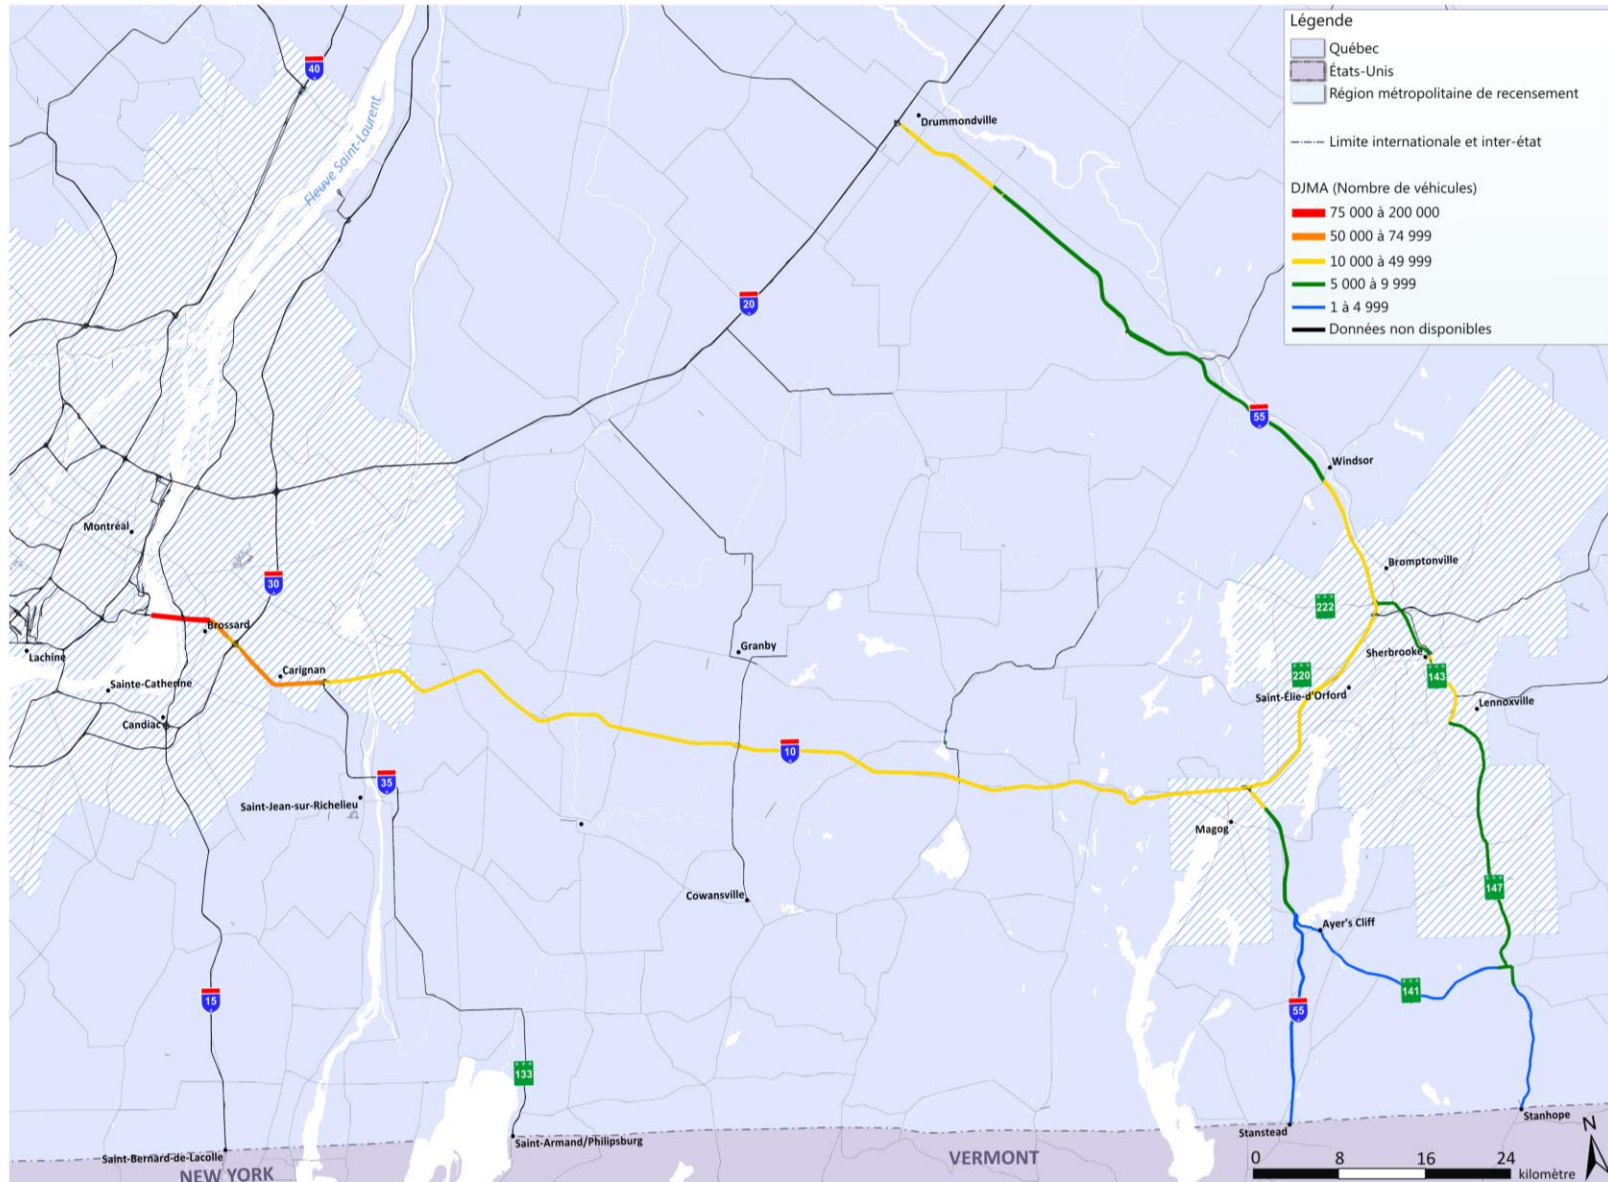 Légende
Québec
États-Unis
Région métropolitaine de recensement
Limite internationale et inter-état
DJMA (Nombre de véhicules)
75 000 à 200 000
50 000 à 74 999
10 000 à 49 999
5 000 à 9 999
1 à 4 999
Données non disponibles
40
Fleuve Saint-Laurent
Drummondville
20
55
Windsor
Montréal
Bromptonville
30
222
Brossard
Lachine
Granby
Sherbrooke
Carignan
220
143
Sainte-Catherine
Saint-Élie-d'Orford
Lennoxville
Candiac
10
35
Saint-Jean-sur-Richelieu
Magog
147
Cowansville
Ayer's Cliff
15
141
55
133
Stanhope
Stanstead
N
Saint-Armand/Philipsburg
Saint-Bernard-de-Lacolle
VERMONT
NEW YORK
0 8 16 24
kilomètre